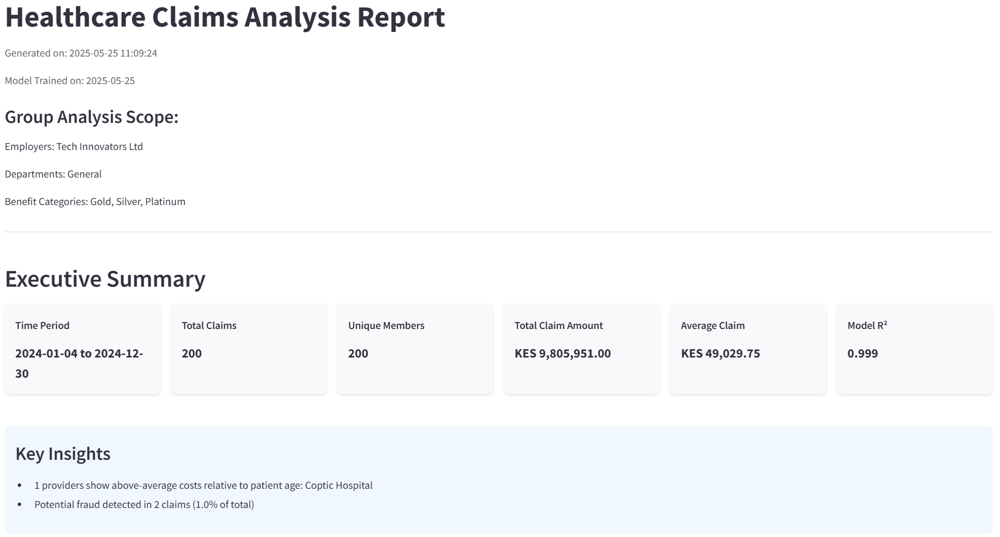 Healthcare Claims Analysis Report
Generated on: 2025-05-25 11:09:24
Model Trained on: 2025-05-25
Group Analysis Scope:
Employers: Tech Innovators Ltd
Departments: General
Benefit Categories: Gold, Silver, Platinum
Executive Summary
Time Period
2024-01-04 to 2024-12-
30
Total Claims
200
Unique Members
200
Total Claim Amount
KES 9,805,951.00
Average Claim
KES 49,029.75
Model R²
0.999
Key Insights
• 1 providers show above-average costs relative to patient age: Coptic Hospital
• Potential fraud detected in 2 claims (1.0% of total)